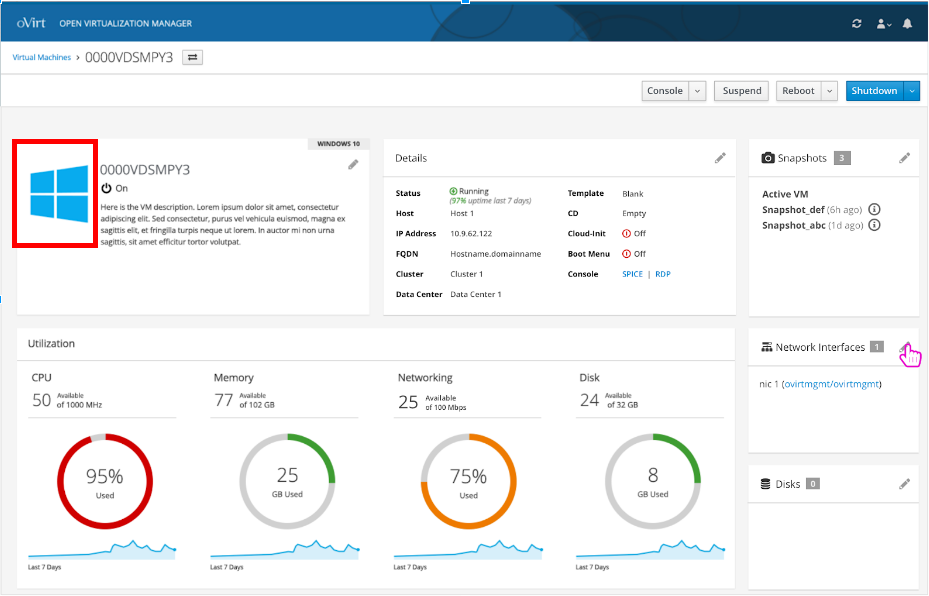 oVirt OPEN VIRTUALIZATION MANAGER
Virtual Machines › 0000VDSMPY3
Console Suspend Reboot Shutdown
WINDOWS 10
0000VDSMPY3
On
Here is the VM description. Lorem ipsum dolor sit amet, consectetur
adipiscing elit. Sed consectetur, purus vel vehicula euismod, magna ex
sagittis elit, et fringilla turpis neque ut lorem. In auctor mi non urna
sagittis, sit amet efficitur tortor volutpat.
Details
Status Running
(97% uptime last 7 days)
Host Host 1
IP Address 10.9.62.122
FQDN Hostname.domainname
Cluster Cluster 1
Data Center Data Center 1
Template Blank
CD Empty
Cloud-Init Off
Boot Menu Off
Console SPICE | RDP
Snapshots 3
Active VM
Snapshot_def (6h ago)
Snapshot_abc (1d ago)
Utilization
CPU
50 Available
of 1000 MHz
95%
Used
Last 7 Days
Memory
77 Available
of 102 GB
25
GB Used
Last 7 Days
Networking
25 Available
of 100 Mbps
75%
Used
Last 7 Days
Disk
24 Available
of 32 GB
8
GB Used
Last 7 Days
Network Interfaces 1
nic 1 (ovirtmgmt/ovirtmgmt)
Disks 0